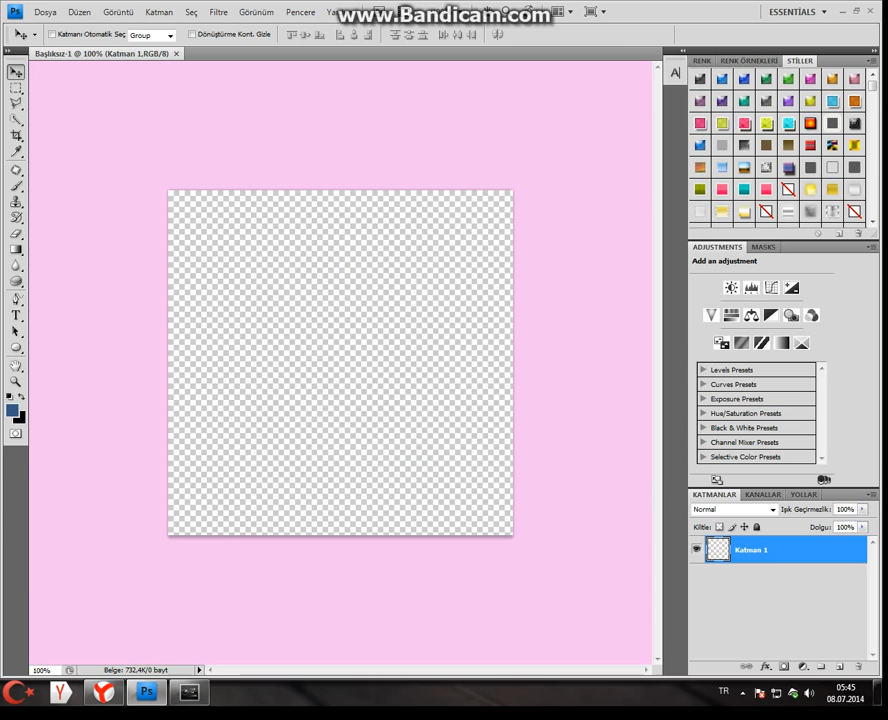 www.Bandicam.com
Ps Dosya Düzen Görüntü Katman Seç Filtre Görünüm Pencere ESSENTİALS
Katmanı Otomatik Seç Group Dönüştürme Kont. Gizle
Başlıksız-1 @ 100% (Katman 1,RGB/8)
RENK RENK ÖRNEKLERİ STİLLER
ADJUSTMENTS MASKS
Add an adjustment
Levels Presets
Curves Presets
Exposure Presets
Hue/Saturation Presets
Black & White Presets
Channel Mixer Presets
Selective Color Presets
KATMANLAR KANALLAR YOLLAR
Normal Işık Geçirmezlik: 100%
Kilitle: Dolgu: 100%
Katman 1
100% Belge: 732,4K/0 bayt
Y Ps TR 05:45
08.07.2014